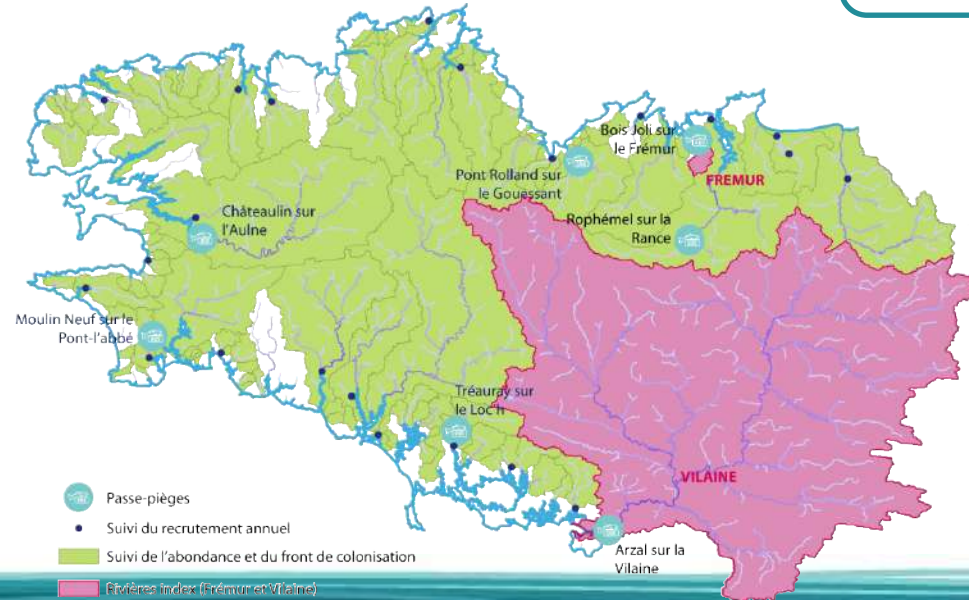 Bois Joli sur
le Frémur
FREMUR
Pont Rolland sur
le Gouessant
Châteaulin sur
l'Aulne
Rophémel sur la
Rance
Moulin Neuf sur le
Pont-l'abbé
Tréauray sur
le Loc'h
VILAINE
Arzal sur la
Vilaine
Passe-pièges
Suivi du recrutement annuel
Suivi de l'abondance et du front de colonisation
Rivières index (Frémur et Vilaine)